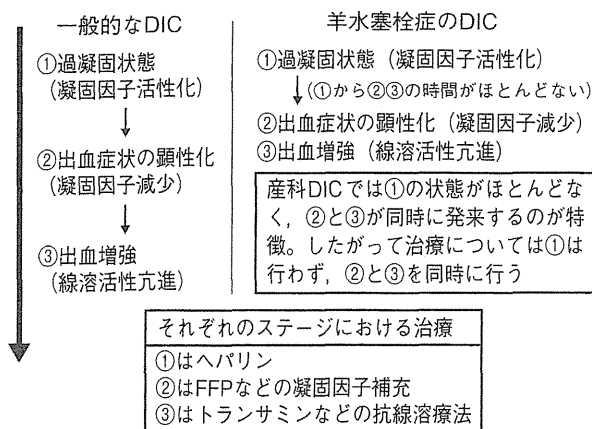 一般的なDIC
①過凝固状態
(凝固因子活性化)
②出血症状の顕性化
(凝固因子減少)
③出血増強
(線溶活性亢進)
羊水塞栓症のDIC
①過凝固状態（凝固因子活性化）
(①から②③の時間がほとんどない)
②出血症状の顕性化（凝固因子減少）
③出血増強（線溶活性亢進）
産科DICでは①の状態がほとんどな
く，②と③が同時に発来するのが特
徴。したがって治療については①は
行わず，②と③を同時に行う
それぞれのステージにおける治療
①はヘパリン
②はFFPなどの凝固因子補充
③はトランサミンなどの抗線溶療法